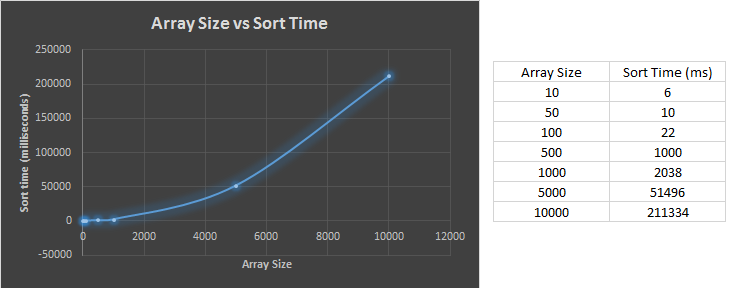 Array Size vs Sort Time
250000
200000
150000
100000
50000
0
-50000
0 2000 4000 6000 8000 10000 12000
Sort time (milliseconds)
Array Size
Array Size Sort Time (ms)
10 6
50 10
100 22
500 1000
1000 2038
5000 51496
10000 211334